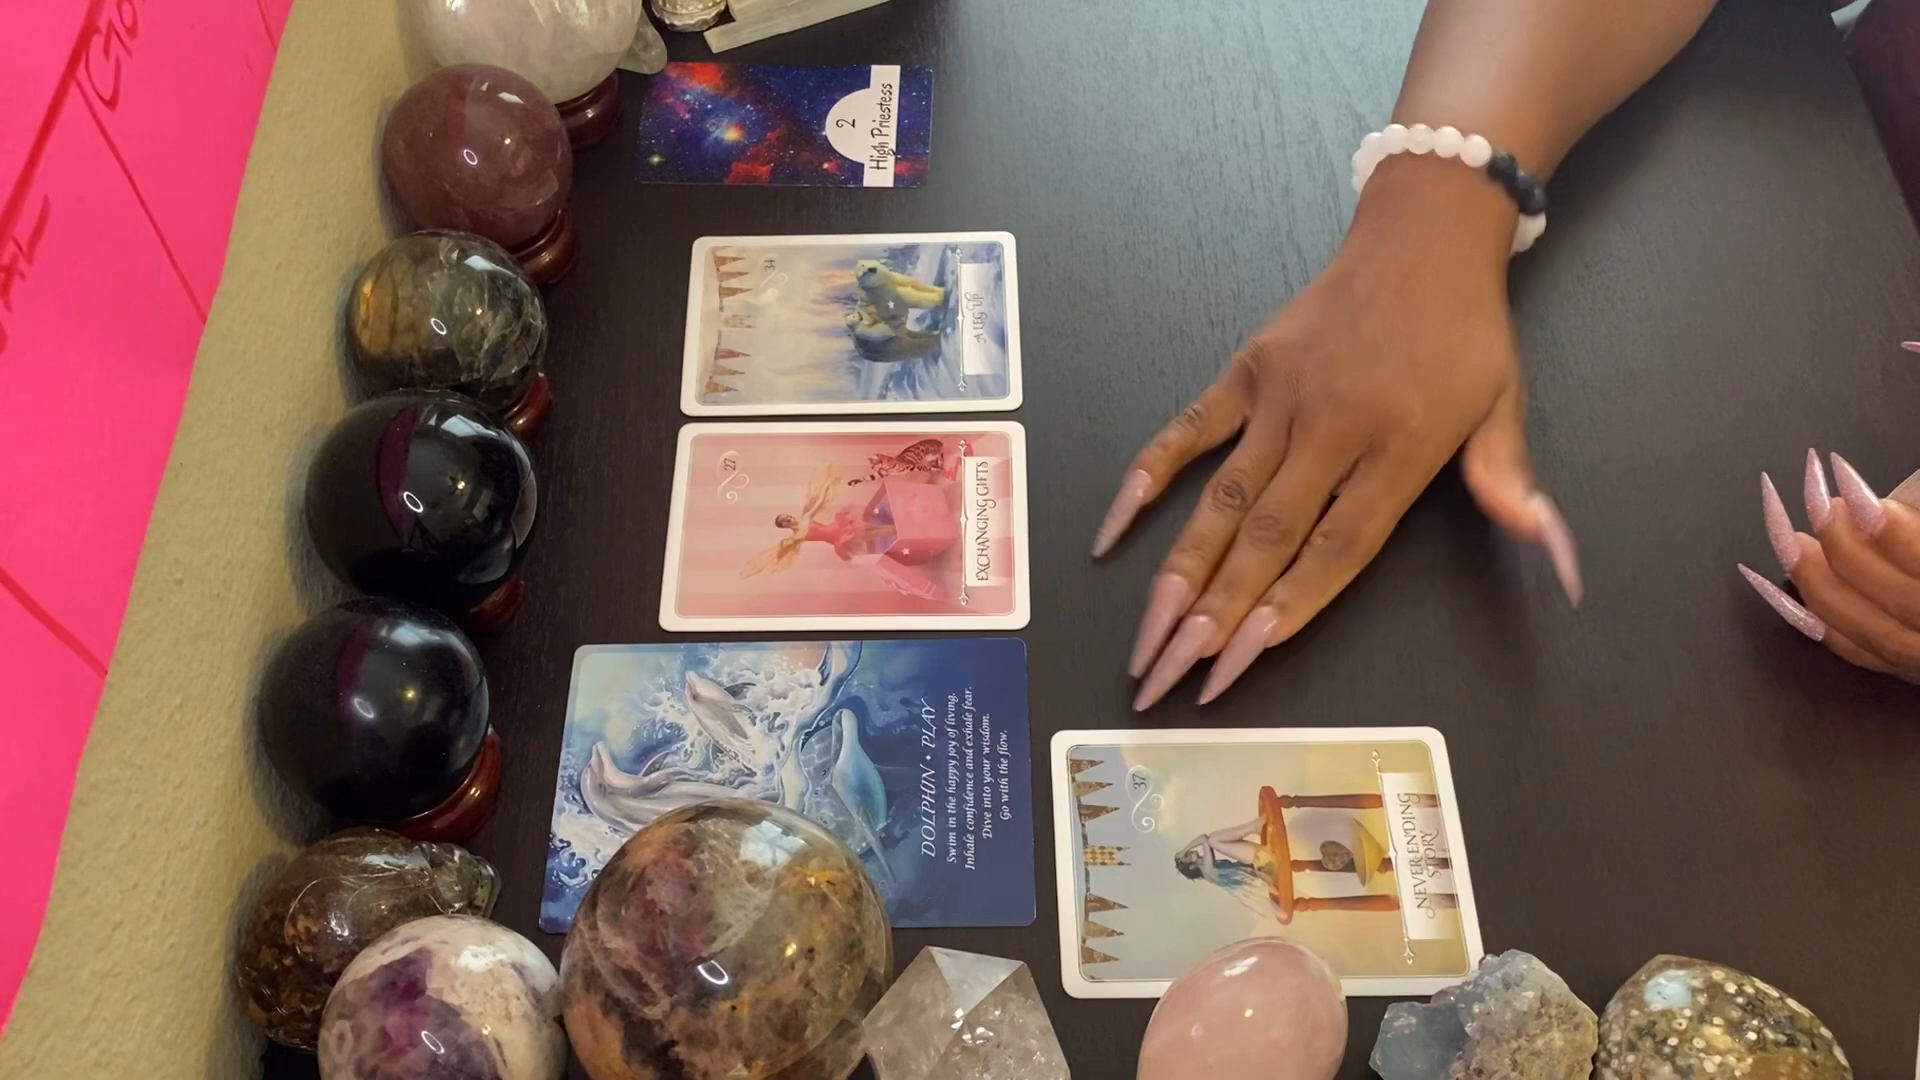 2
High Priestess
34
A LEG UP
27
EXCHANGING GIFTS
DOLPHIN • PLAY
Swim in the happy joy of living.
Inhale confidence and exhale fear.
Dive into your wisdom.
Go with the flow.
37
NEVER-ENDING
STORY